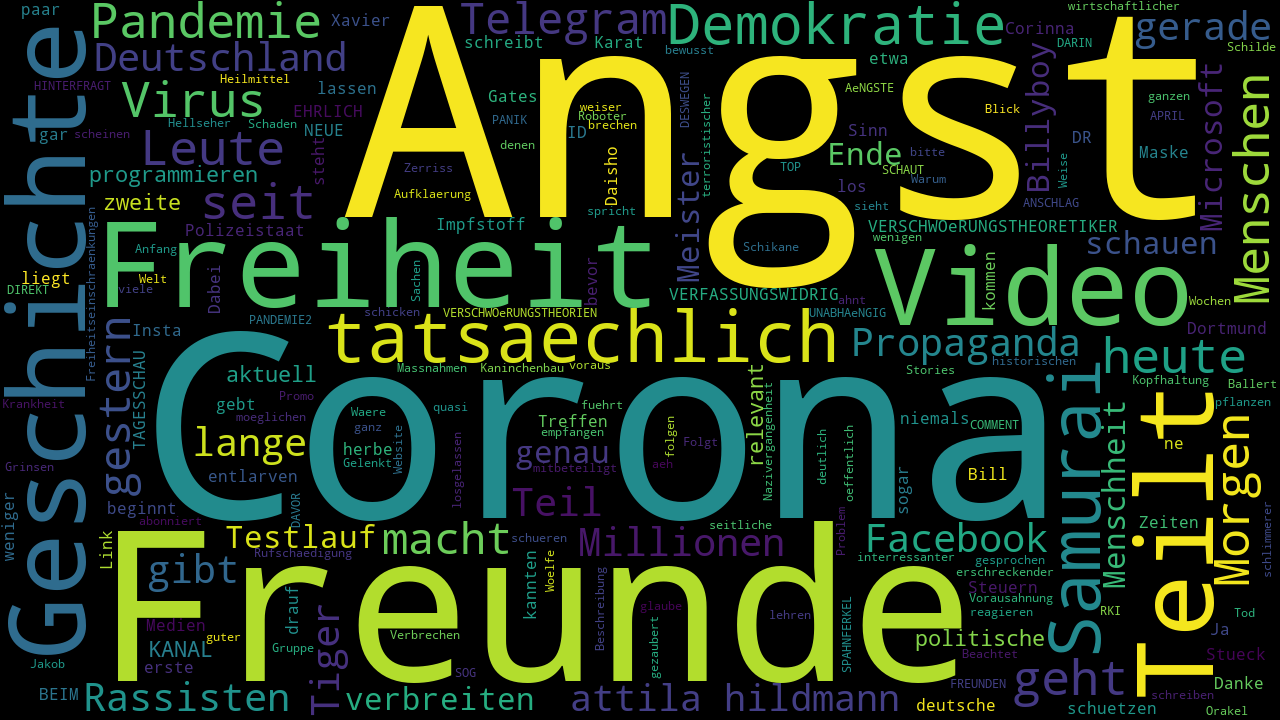 paar
Pandemie
Xavier
Telegram
Demokratie
wirtschaftlicher
Corinna
gerade
Deutschland
schreibt
Karat
bewusst
etwa
DARIN
Schilde
HINTERFRAGT
Heilmittel
lassen
Angst
AeNGSTE
Virus
EHRLICH
Gates
weiser
Roboter
brechen
PANIK
ID
DESWEGEN
terroristischer
Blick
Billyboy
ganzen
APRIL
Microsoft
Menschen
gar
scheinen
Hellseher
Schaden
NEUE
Sinn
DR
Leute
steht
denen
Ende
Maske
programmieren
Zerriss
Daisho
TOP
SCHAUT
bitte
Warum
Weise
zweite
seit
Aufklaerung
Meister
los
ANSCHLAG
Geschichte
Freiheitseinschraenkungen
Polizeistaat
Impfstoff
spricht
sieht
VERSCHWOeRUNGSTHEORETIKER
wenigen
schauen
Anfang
Freiheit
Schikane
liegt
Welt
DIREKT
viele
Dabei
Sachen
bevor
VERFASSUNGSWIDRIG
ahnt
Video
kommen
Wochen
PANDEMIE2
schicken
VERSCHWOeRUNGSTHEORIEN
UNABHAeNGIG
Insta
gestern
TAGESSCHAU
tatsaechlich
Propaganda
Dortmund
heute
historischen
aktuell
Massnahmen
Kaninchenbau
voraus
Stories
Kopfhaltung
Ballert
Krankheit
gebt
Promo
moeglichen
Waere
quasi
fuehrt
relevant
Nazivergangenheit
pflanzen
Corona
lange
ganz
herbe
Gelenkt
Website
Treffen
empfangen
niemals
COMMENT
Samurai
Menschheit
Teilt
Morgen
ne
Grinsen
entlarven
losgelassen
genau
mitbeteiligt
Folgt
aeh
folgen
deutlich
oeffentlich
sogar
Bill
weniger
beginnt
abonniert
DAVOR
Teil
seitliche
Problem
Zeiten
schlimmerer
Link
Testlauf
macht
schueren
Millionen
Facebook
interessanter
gesprochen
erschreckender
Rufschaedigung
gibt
Freunde
kannten
Woelfe
Beschreibung
glaube
lehren
SPAHNFERKEL
Steuern
Vorausahnung
reagieren
RKI
Tod
Medien
drauf
guter
Verbrechen
politische
Ja
KANAL
Gruppe
gezaubert
Beachtet
Stueck
Jakob
erste
Tiger
SOG
FREUNDEN
geht
Danke
BEIM
Rassisten
verbreiten
attila hildmann
deutsche
schuetzen
schreiben
Orakel